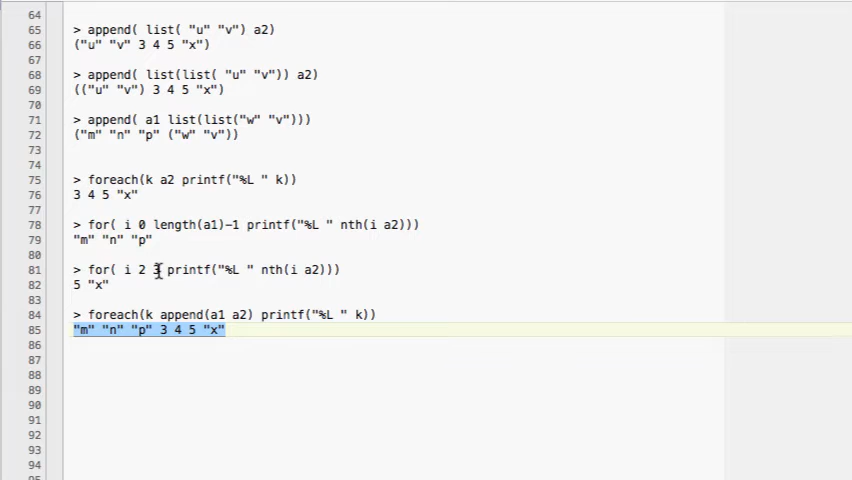 64
65 > append( list( "u" "v") a2)
66 ("u" "v" 3 4 5 "x")
67
68 > append( list(list( "u" "v")) a2)
69 (("u" "v") 3 4 5 "x")
70
71 > append( a1 list(list("w" "v")))
72 ("m" "n" "p" ("w" "v"))
73
74
75 > foreach(k a2 printf("%L " k))
76 3 4 5 "x"
77
78 > for( i 0 length(a1)-1 printf("%L " nth(i a2)))
79 "m" "n" "p"
80
81 > for( i 2 3 printf("%L " nth(i a2)))
82 5 "x"
83
84 > foreach(k append(a1 a2) printf("%L " k))
85 "m" "n" "p" 3 4 5 "x"
86
87
88
89
90
91
92
93
94